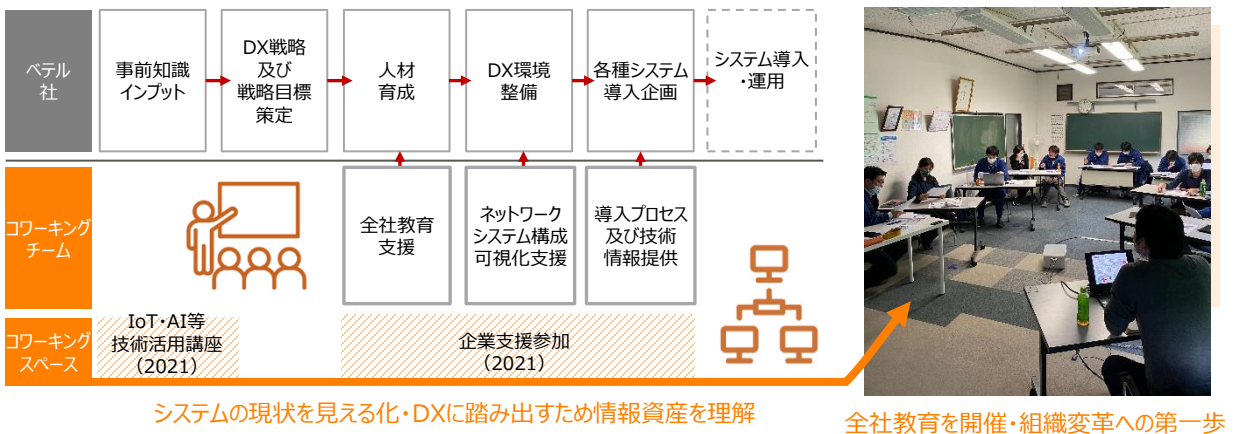 ベテル
社
事前知識
インプット
DX戦略
及び
戦略目標
策定
人材
育成
DX環境
整備
各種システム
導入企画
システム導入
・運用
コワーキング
チーム
全社教育
支援
ネットワーク
システム構成
可視化支援
導入プロセス
及び技術
情報提供
コワーキング
スペース
IoT・AI等
技術活用講座
（2021）
企業支援参加
（2021）
システムの現状を見える化・DXに踏み出すため情報資産を理解
全社教育を開催・組織変革への第一歩